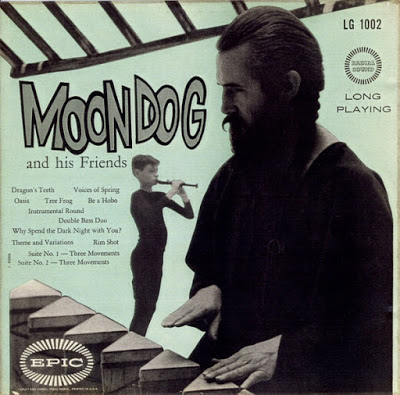 LG 1002
RADIAL SOUND
LONG
PLAYING
MOONDOG
and his Friends
Dragon's Teeth Voices of Spring
Oasis Tree Frog Be a Hobo
Instrumental Round
Double Bass Duo
Why Spend the Dark Night with You?
Theme and Variations Rim Shot
Suite No. 1 — Three Movements
Suite No. 2 — Three Movements
EPIC